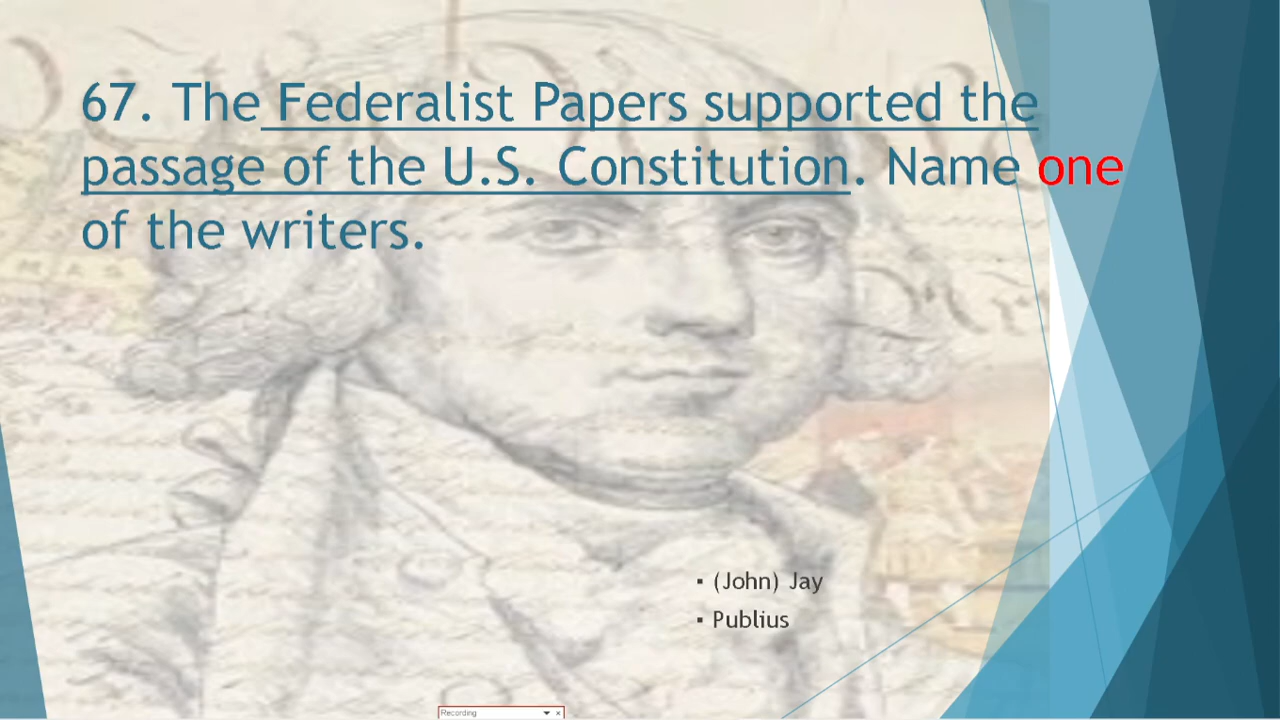 67. The Federalist Papers supported the
passage of the U.S. Constitution. Name one
of the writers.
▪ (John) Jay
▪ Publius
Recording